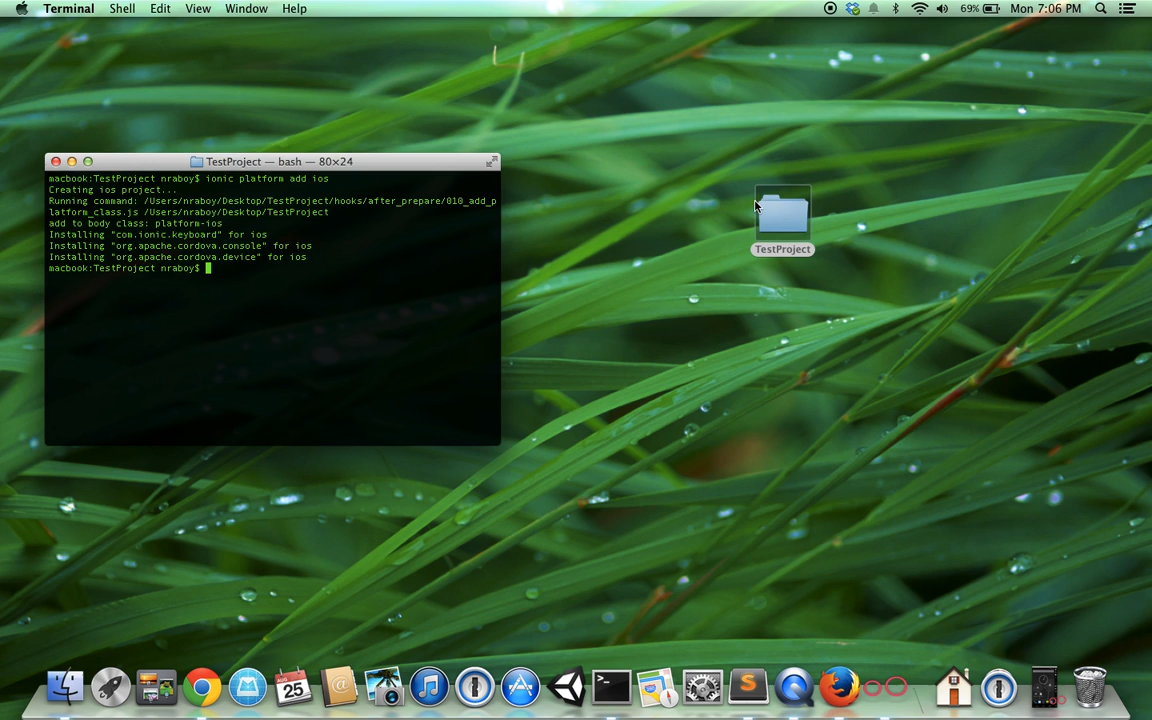 Terminal Shell Edit View Window Help 69% Mon 7:06 PM
TestProject — bash — 80×24
macbook:TestProject nraboy$ ionic platform add ios
Creating ios project...
Running command: /Users/nraboy/Desktop/TestProject/hooks/after_prepare/010_add_p
latform_class.js /Users/nraboy/Desktop/TestProject
add to body class: platform-ios
Installing "com.ionic.keyboard" for ios
Installing "org.apache.cordova.console" for ios
Installing "org.apache.cordova.device" for ios
macbook:TestProject nraboy$
TestProject
AUG
25